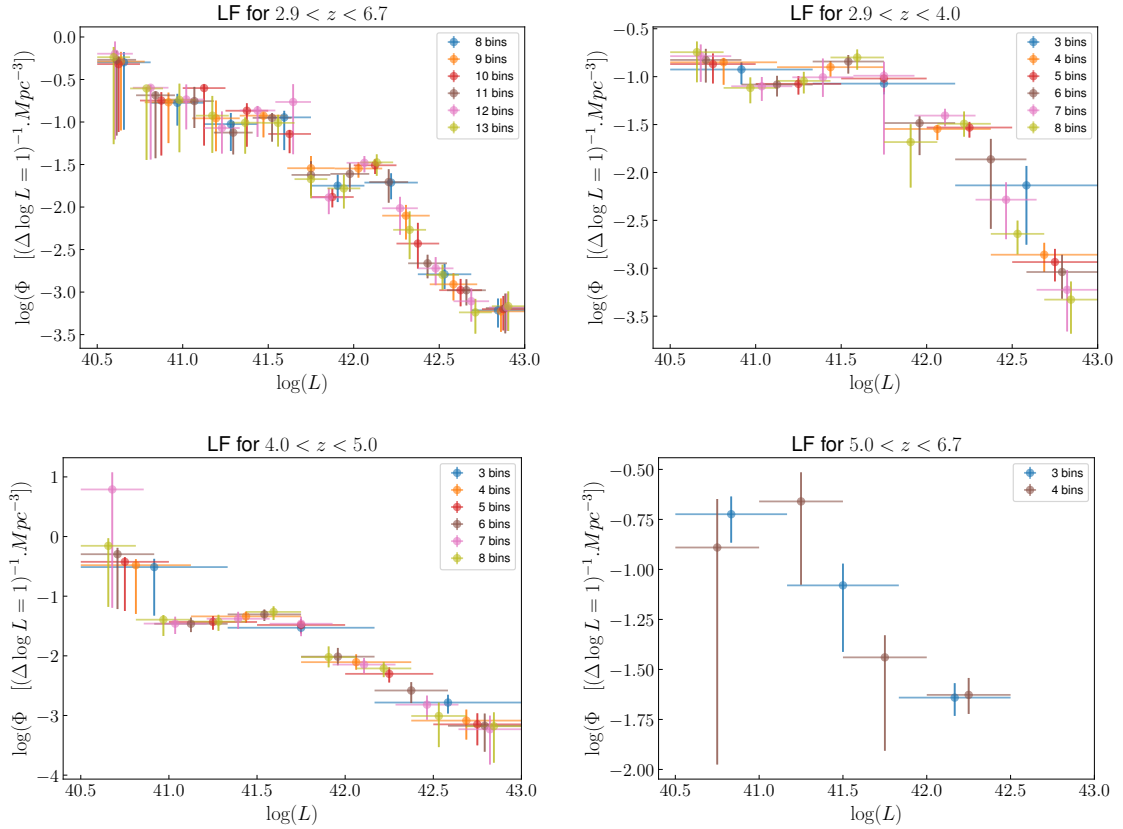 LF for 2.9 < z < 6.7
log(Φ [(Δ log L = 1)⁻¹.Mpc⁻³])
0.0
−0.5
−1.0
−1.5
−2.0
−2.5
−3.0
−3.5
8 bins
9 bins
10 bins
11 bins
12 bins
13 bins
40.5 41.0 41.5 42.0 42.5 43.0
log(L)
LF for 2.9 < z < 4.0
log(Φ [(Δ log L = 1)⁻¹.Mpc⁻³])
−0.5
−1.0
−1.5
−2.0
−2.5
−3.0
−3.5
3 bins
4 bins
5 bins
6 bins
7 bins
8 bins
40.5 41.0 41.5 42.0 42.5 43.0
log(L)
LF for 4.0 < z < 5.0
log(Φ [(Δ log L = 1)⁻¹.Mpc⁻³])
1
0
−1
−2
−3
−4
3 bins
4 bins
5 bins
6 bins
7 bins
8 bins
40.5 41.0 41.5 42.0 42.5 43.0
log(L)
LF for 5.0 < z < 6.7
log(Φ [(Δ log L = 1)⁻¹.Mpc⁻³])
−0.50
−0.75
−1.00
−1.25
−1.50
−1.75
−2.00
3 bins
4 bins
40.5 41.0 41.5 42.0 42.5 43.0
log(L)